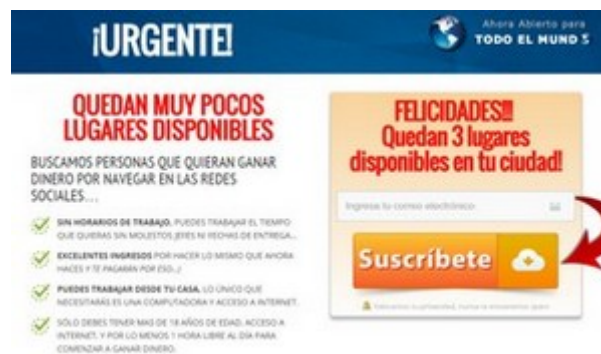 ¡URGENTE!
Ahora Abierto para
TODO EL MUND
QUEDAN MUY POCOS
LUGARES DISPONIBLES
BUSCAMOS PERSONAS QUE QUIERAN GANAR
DINERO POR NAVEGAR EN LAS REDES
SOCIALES...
SIN HORARIOS DE TRABAJO, PUEDES TRABAJAR EL TIEMPO
QUE QUIERAS SIN MOLESTOS JEFES NI FECHAS DE ENTREGA...
EXCELENTES INGRESOS POR HACER LO MISMO QUE AHORA
HACES Y TE PAGARÁN POR ESO...
PUEDES TRABAJAR DESDE TU CASA, LO ÚNICO QUE
NECESITARÁS ES UNA COMPUTADORA Y ACCESO A INTERNET.
SÓLO DEBES TENER MAS DE 18 AÑOS DE EDAD, ACCESO A
INTERNET, Y POR LO MENOS 1 HORA LIBRE AL DÍA PARA
COMENZAR A GANAR DINERO.
FELICIDADES!!!
Quedan 3 lugares
disponibles en tu ciudad!
Ingresa tu correo electrónico
Suscríbete